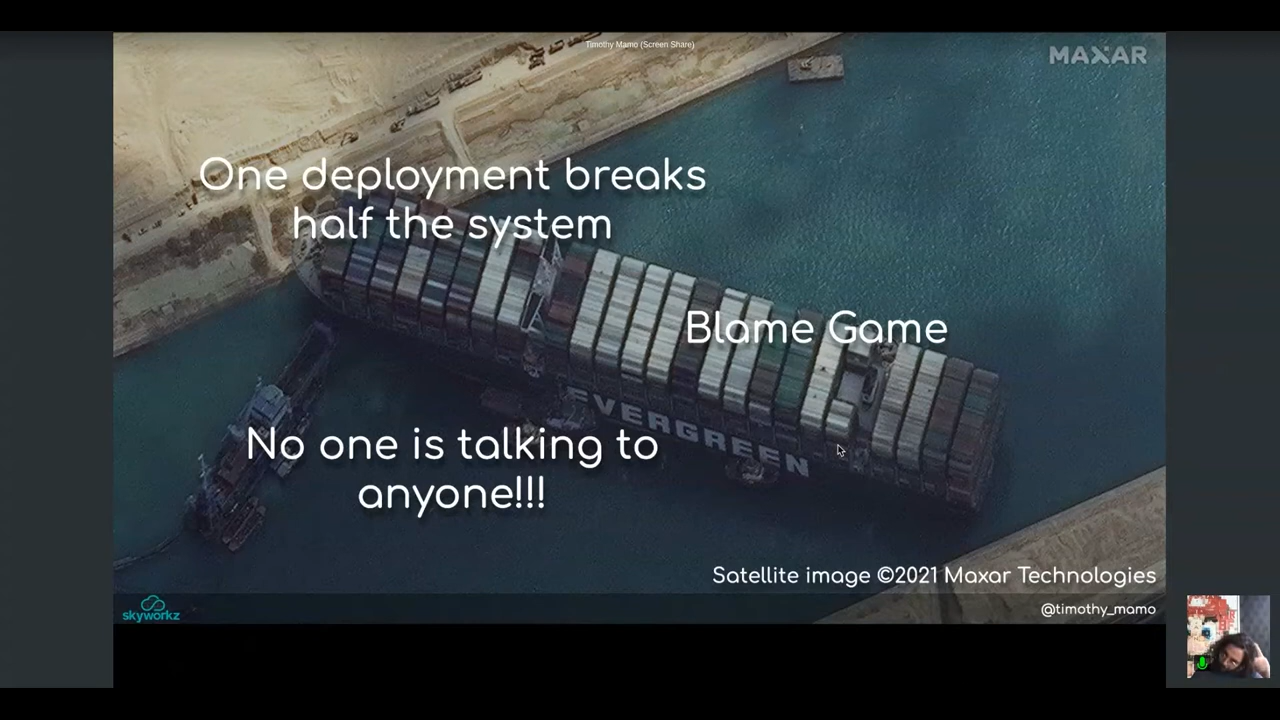 Timothy Mamo (Screen Share)
MAXAR
One deployment breaks
half the system
Blame Game
EVERGREEN
No one is talking to
anyone!!!
Satellite image ©2021 Maxar Technologies
skyworkz
@timothy_mamo